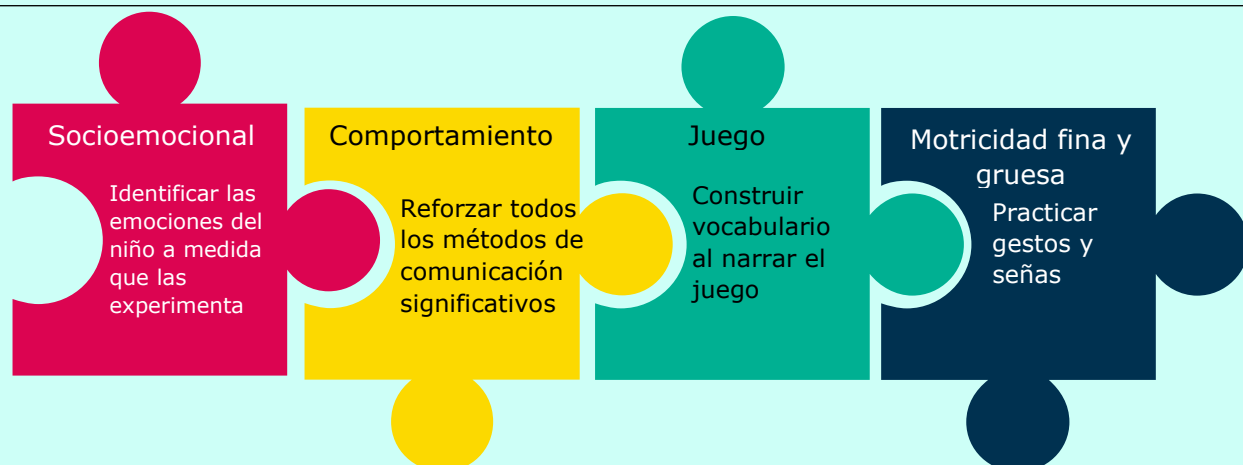 Socioemocional
Identificar las
emociones del
niño a medida
que las
experimenta
Comportamiento
Reforzar todos
los métodos de
comunicación
significativos
Juego
Construir
vocabulario
al narrar el
juego
Motricidad fina y
gruesa
Practicar
gestos y
señas